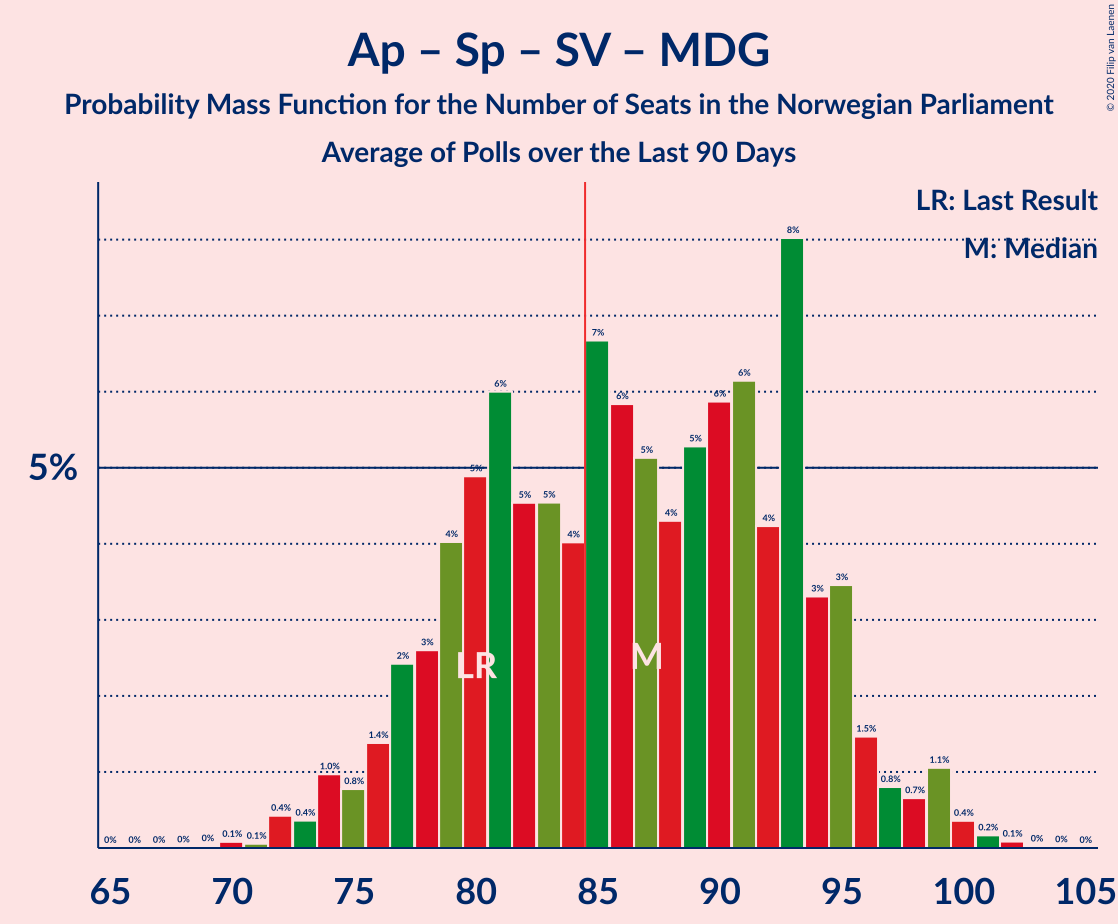 Ap – Sp – SV – MDG
Probability Mass Function for the Number of Seats in the Norwegian Parliament
Average of Polls over the Last 90 Days
© 2020 Filip van Laenen
LR: Last Result
M: Median
5%
0% 0% 0% 0% 0% 0.1% 0.1% 0.4% 0.4% 1.0% 0.8% 1.4% 2% 3% 4% 5% 6% 5% 5% 4% 7% 6% 5% 4% 5% 6% 6% 4% 8% 3% 3% 1.5% 0.8% 0.7% 1.1% 0.4% 0.2% 0.1% 0% 0% 0%
LR M
65 70 75 80 85 90 95 100 105